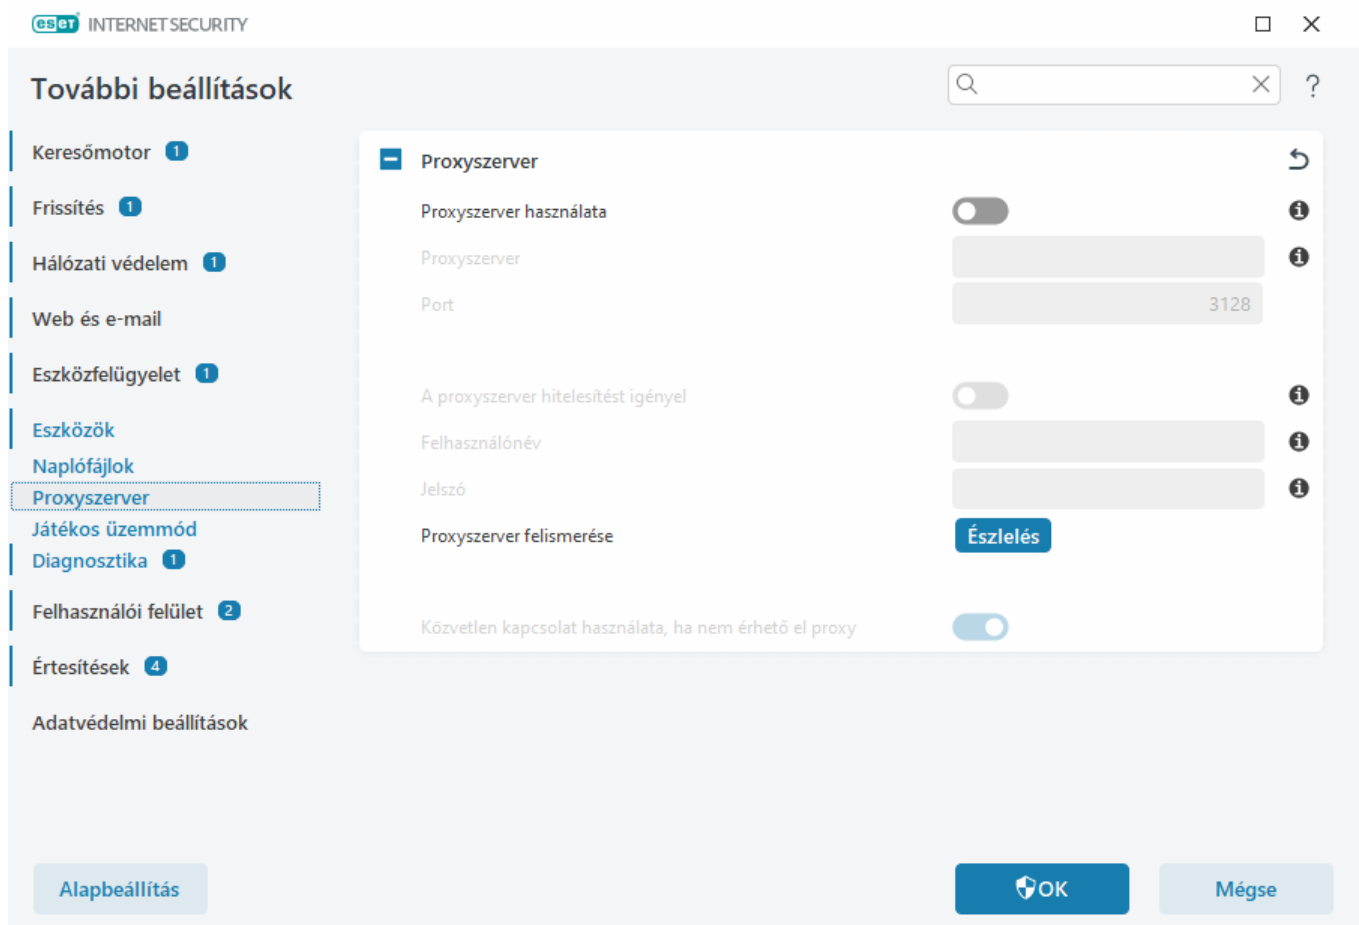 eset INTERNET SECURITY
További beállítások
?
Keresőmotor 1
Frissítés 1
Hálózati védelem 1
Web és e-mail
Eszközfelügyelet 1
Eszközök
Naplófájlok
Proxyszerver
Játékos üzemmód
Diagnosztika 1
Felhasználói felület 2
Értesítések 4
Adatvédelmi beállítások
Proxyszerver
Proxyszerver használata
Proxyszerver
Port 3128
A proxyszerver hitelesítést igényel
Felhasználónév
Jelszó
Proxyszerver felismerése Észlelés
Közvetlen kapcsolat használata, ha nem érhető el proxy
Alapbeállítás OK Mégse